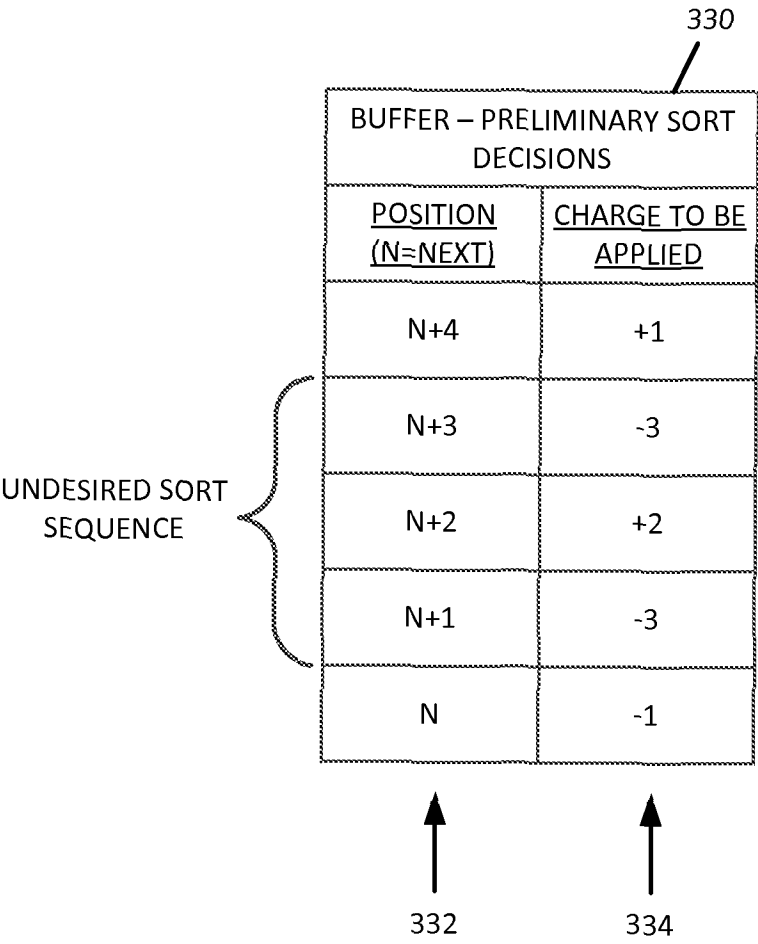 330
BUFFER – PRELIMINARY SORT
DECISIONS
POSITION
(N=NEXT)
CHARGE TO BE
APPLIED
N+4 +1
N+3 -3
UNDESIRED SORT
SEQUENCE
N+2 +2
N+1 -3
N -1
332 334